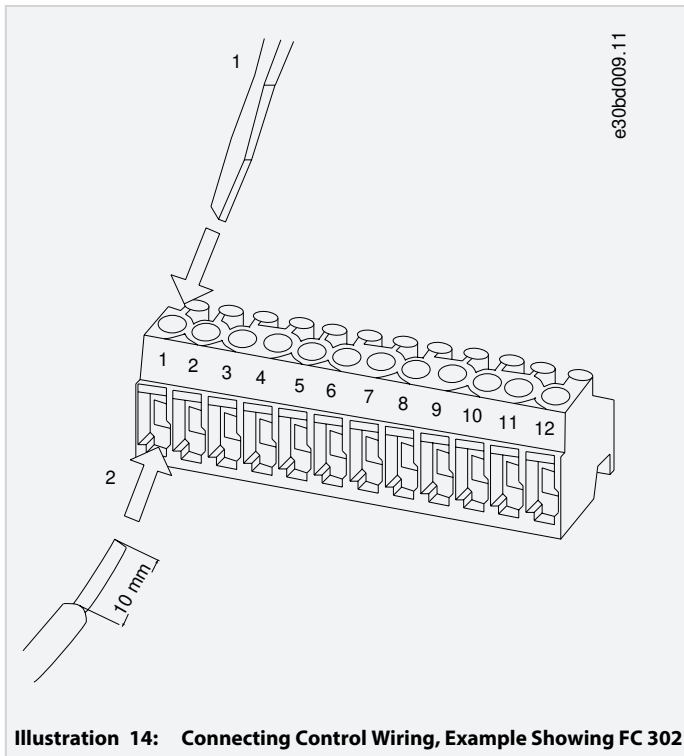 1
e30bd009.11
1 2 3 4 5 6 7 8 9 10 11 12
2
10 mm
Illustration 14: Connecting Control Wiring, Example Showing FC 302